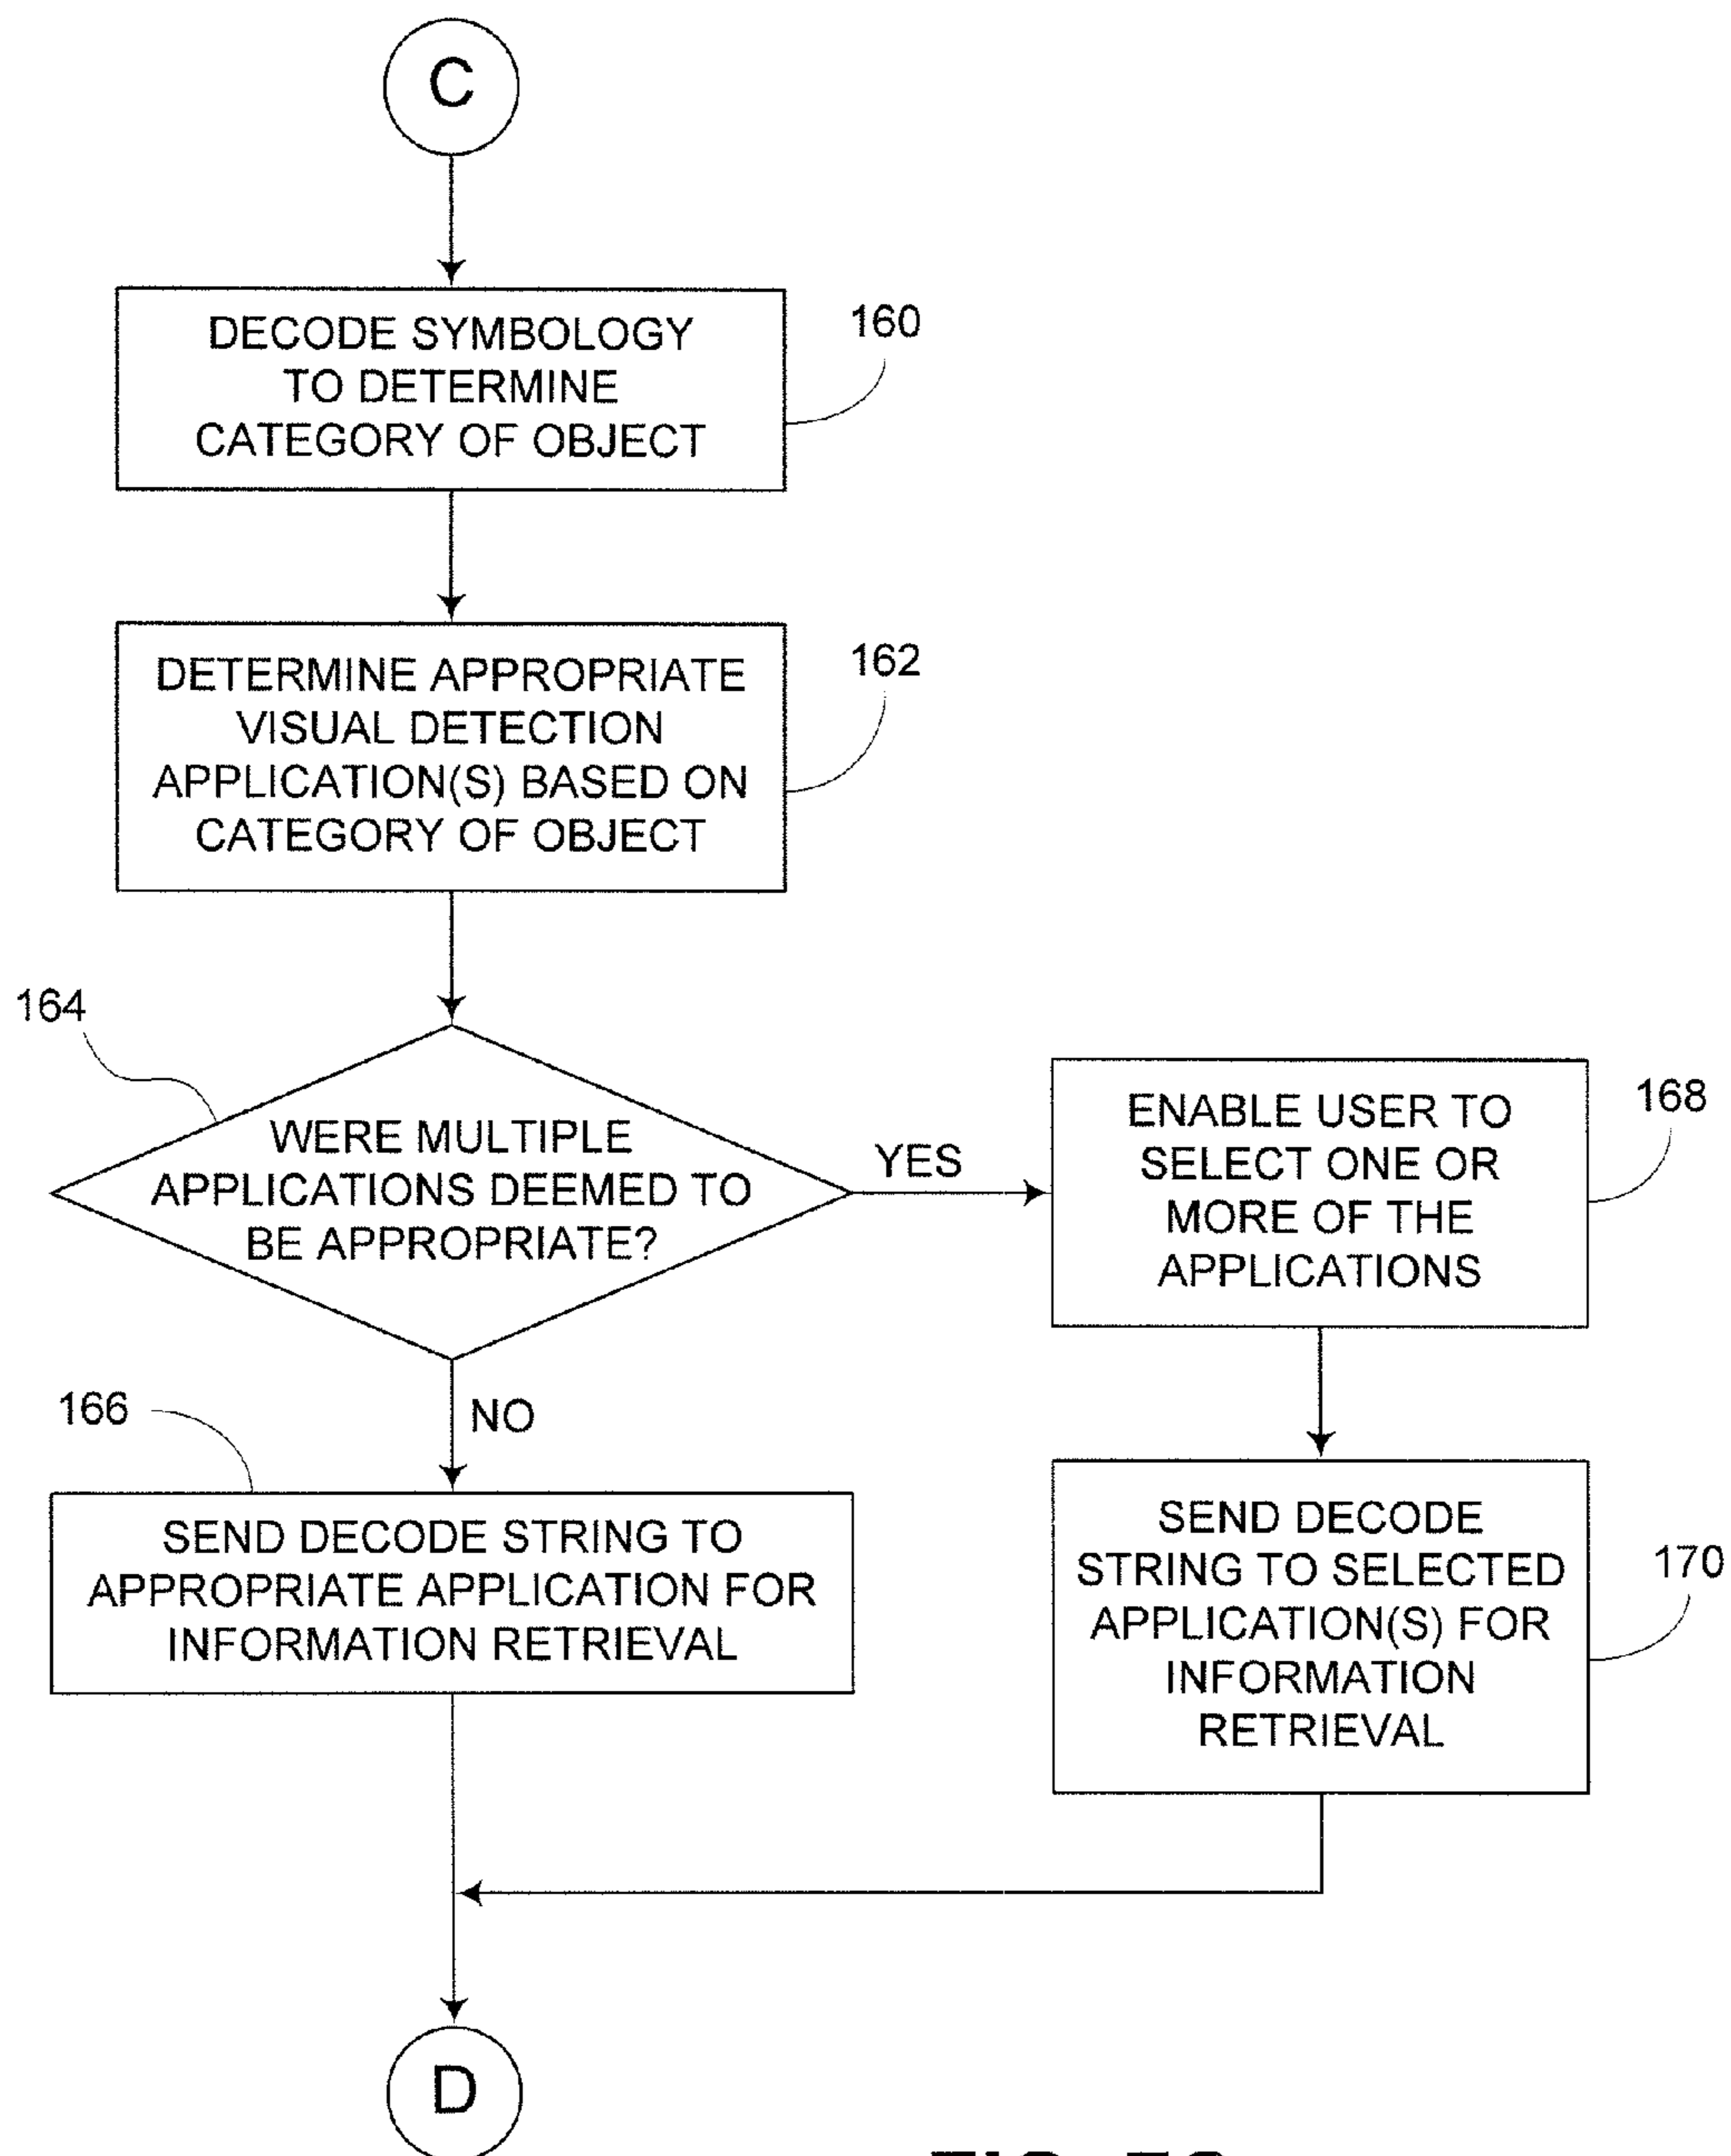 C
DECODE SYMBOLOGY
TO DETERMINE
CATEGORY OF OBJECT
160
DETERMINE APPROPRIATE
VISUAL DETECTION
APPLICATION(S) BASED ON
CATEGORY OF OBJECT
162
164
WERE MULTIPLE
APPLICATIONS DEEMED TO
BE APPROPRIATE?
YES
ENABLE USER TO
SELECT ONE OR
MORE OF THE
APPLICATIONS
168
NO
166
SEND DECODE STRING TO
APPROPRIATE APPLICATION FOR
INFORMATION RETRIEVAL
SEND DECODE
STRING TO SELECTED
APPLICATION(S) FOR
INFORMATION
RETRIEVAL
170
D